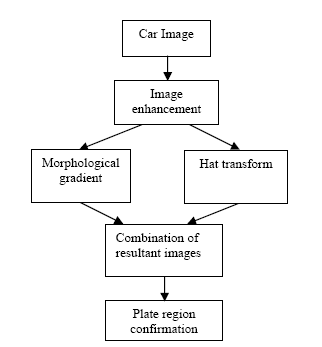 Car Image
Image
enhancement
Morphological
gradient
Hat transform
Combination of
resultant images
Plate region
confirmation